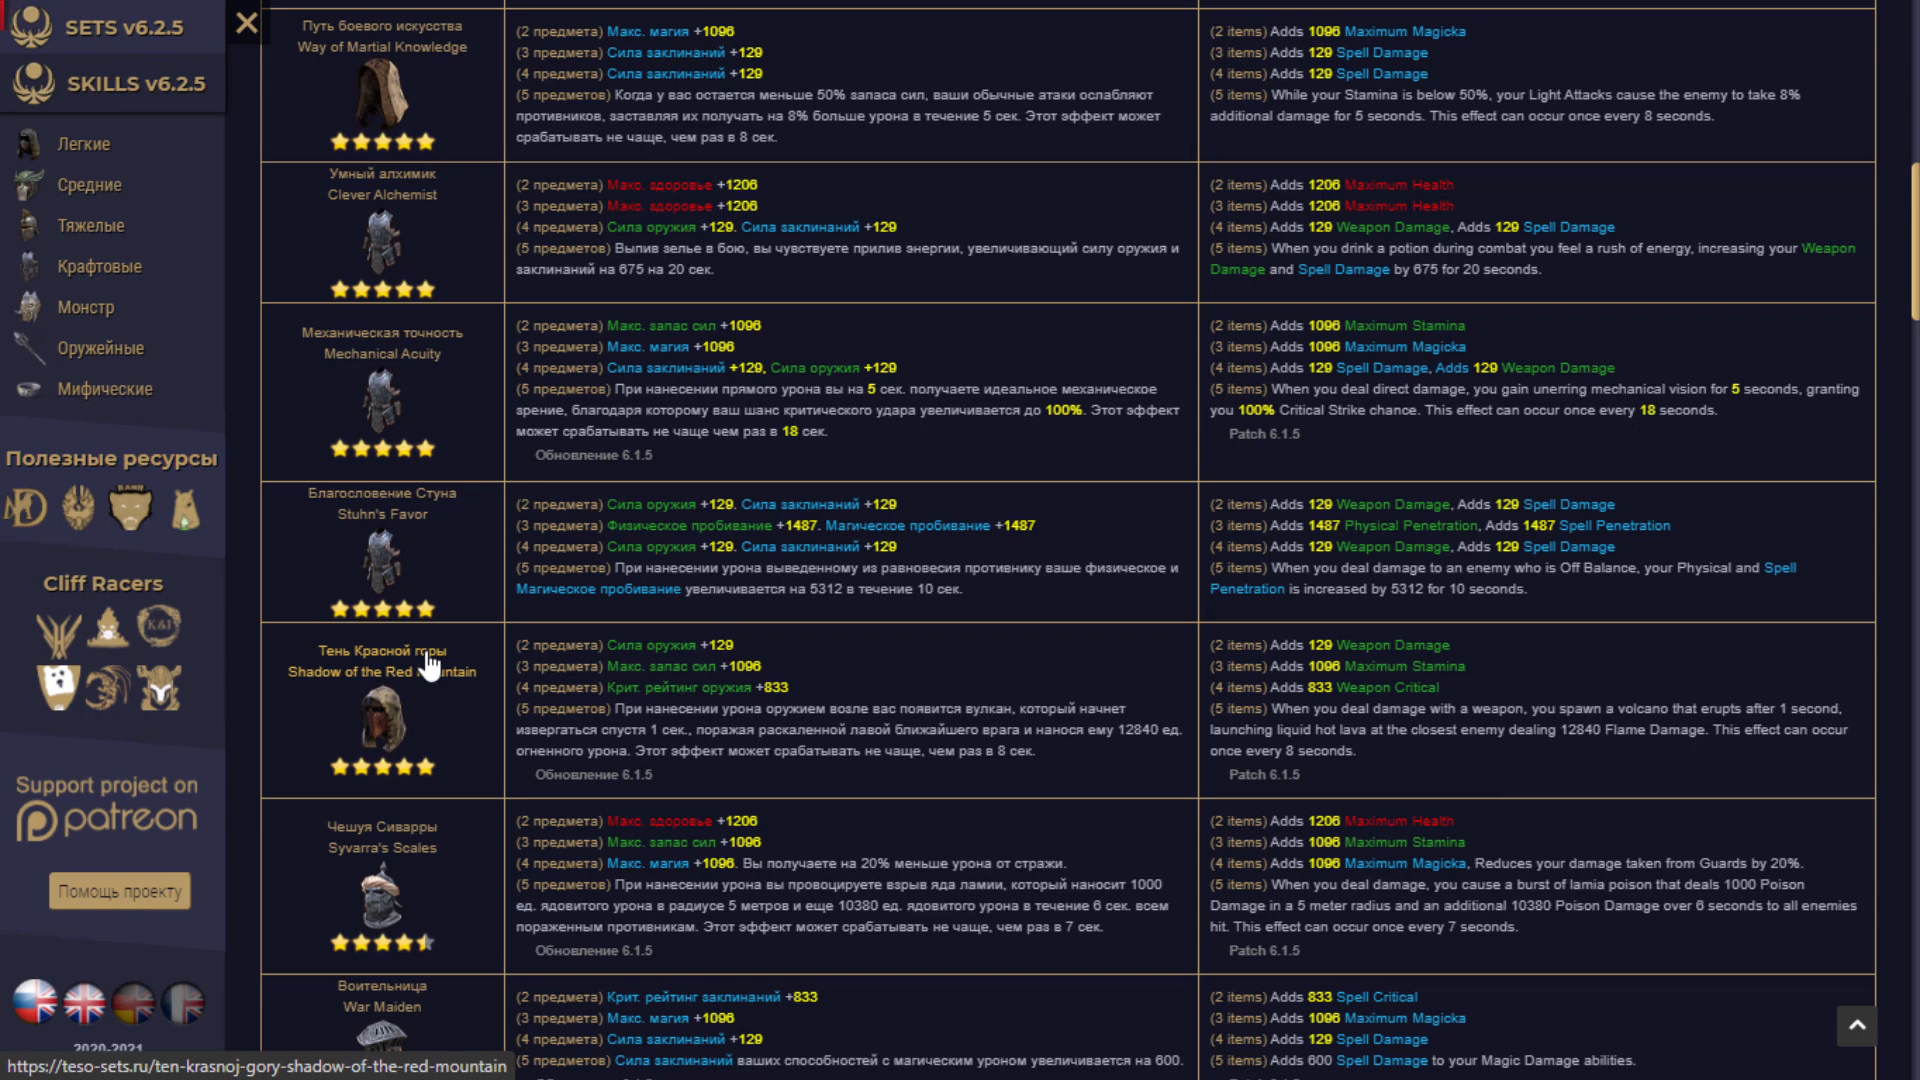 SETS v6.2.5
SKILLS v6.2.5
Легкие
Средние
Тяжелые
Крафтовые
Монстр
Оружейные
Мифические
Полезные ресурсы
Cliff Racers
K&I
Support project on
patreon
Помощь проекту
2020-2021
https://teso-sets.ru/ten-krasnoj-gory-shadow-of-the-red-mountain
Путь боевого искусства
Way of Martial Knowledge
(2 предмета) Макс. магия +1096
(3 предмета) Сила заклинаний +129
(4 предмета) Сила заклинаний +129
(5 предметов) Когда у вас остается меньше 50% запаса сил, ваши обычные атаки ослабляют
противников, заставляя их получать на 8% больше урона в течение 5 сек. Этот эффект может
срабатывать не чаще, чем раз в 8 сек.
(2 items) Adds 1096 Maximum Magicka
(3 items) Adds 129 Spell Damage
(4 items) Adds 129 Spell Damage
(5 items) While your Stamina is below 50%, your Light Attacks cause the enemy to take 8%
additional damage for 5 seconds. This effect can occur once every 8 seconds.
Умный алхимик
Clever Alchemist
(2 предмета) Макс. здоровье +1206
(3 предмета) Макс. здоровье +1206
(4 предмета) Сила оружия +129. Сила заклинаний +129
(5 предметов) Выпив зелье в бою, вы чувствуете прилив энергии, увеличивающий силу оружия и
заклинаний на 675 на 20 сек.
(2 items) Adds 1206 Maximum Health
(3 items) Adds 1206 Maximum Health
(4 items) Adds 129 Weapon Damage, Adds 129 Spell Damage
(5 items) When you drink a potion during combat you feel a rush of energy, increasing your Weapon
Damage and Spell Damage by 675 for 20 seconds.
Механическая точность
Mechanical Acuity
(2 предмета) Макс. запас сил +1096
(3 предмета) Макс. магия +1096
(4 предмета) Сила заклинаний +129, Сила оружия +129
(5 предметов) При нанесении прямого урона вы на 5 сек. получаете идеальное механическое
зрение, благодаря которому ваш шанс критического удара увеличивается до 100%. Этот эффект
может срабатывать не чаще чем раз в 18 сек.
Обновление 6.1.5
(2 items) Adds 1096 Maximum Stamina
(3 items) Adds 1096 Maximum Magicka
(4 items) Adds 129 Spell Damage, Adds 129 Weapon Damage
(5 items) When you deal direct damage, you gain unerring mechanical vision for 5 seconds, granting
you 100% Critical Strike chance. This effect can occur once every 18 seconds.
Patch 6.1.5
Благословение Стуна
Stuhn's Favor
(2 предмета) Сила оружия +129. Сила заклинаний +129
(3 предмета) Физическое пробивание +1487. Магическое пробивание +1487
(4 предмета) Сила оружия +129. Сила заклинаний +129
(5 предметов) При нанесении урона выведенному из равновесия противнику ваше физическое и
Магическое пробивание увеличивается на 5312 в течение 10 сек.
(2 items) Adds 129 Weapon Damage, Adds 129 Spell Damage
(3 items) Adds 1487 Physical Penetration, Adds 1487 Spell Penetration
(4 items) Adds 129 Weapon Damage, Adds 129 Spell Damage
(5 items) When you deal damage to an enemy who is Off Balance, your Physical and Spell
Penetration is increased by 5312 for 10 seconds.
Тень Красной горы
Shadow of the Red Mountain
(2 предмета) Сила оружия +129
(3 предмета) Макс. запас сил +1096
(4 предмета) Крит. рейтинг оружия +833
(5 предметов) При нанесении урона оружием возле вас появится вулкан, который начнет
извергаться спустя 1 сек., поражая раскаленной лавой ближайшего врага и нанося ему 12840 ед.
огненного урона. Этот эффект может срабатывать не чаще, чем раз в 8 сек.
Обновление 6.1.5
(2 items) Adds 129 Weapon Damage
(3 items) Adds 1096 Maximum Stamina
(4 items) Adds 833 Weapon Critical
(5 items) When you deal damage with a weapon, you spawn a volcano that erupts after 1 second,
launching liquid hot lava at the closest enemy dealing 12840 Flame Damage. This effect can occur
once every 8 seconds.
Patch 6.1.5
Чешуя Сиварры
Syvarra's Scales
(2 предмета) Макс. здоровье +1206
(3 предмета) Макс. запас сил +1096
(4 предмета) Макс. магия +1096. Вы получаете на 20% меньше урона от стражи.
(5 предметов) При нанесении урона вы провоцируете взрыв яда ламии, который наносит 1000
ед. ядовитого урона в радиусе 5 метров и еще 10380 ед. ядовитого урона в течение 6 сек. всем
пораженным противникам. Этот эффект может срабатывать не чаще, чем раз в 7 сек.
Обновление 6.1.5
(2 items) Adds 1206 Maximum Health
(3 items) Adds 1096 Maximum Stamina
(4 items) Adds 1096 Maximum Magicka, Reduces your damage taken from Guards by 20%.
(5 items) When you deal damage, you cause a burst of lamia poison that deals 1000 Poison
Damage in a 5 meter radius and an additional 10380 Poison Damage over 6 seconds to all enemies
hit. This effect can occur once every 7 seconds.
Patch 6.1.5
Воительница
War Maiden
(2 предмета) Крит. рейтинг заклинаний +833
(3 предмета) Макс. магия +1096
(4 предмета) Сила заклинаний +129
(5 предметов) Сила заклинаний ваших способностей с магическим уроном увеличивается на 600.
(2 items) Adds 833 Spell Critical
(3 items) Adds 1096 Maximum Magicka
(4 items) Adds 129 Spell Damage
(5 items) Adds 600 Spell Damage to your Magic Damage abilities.